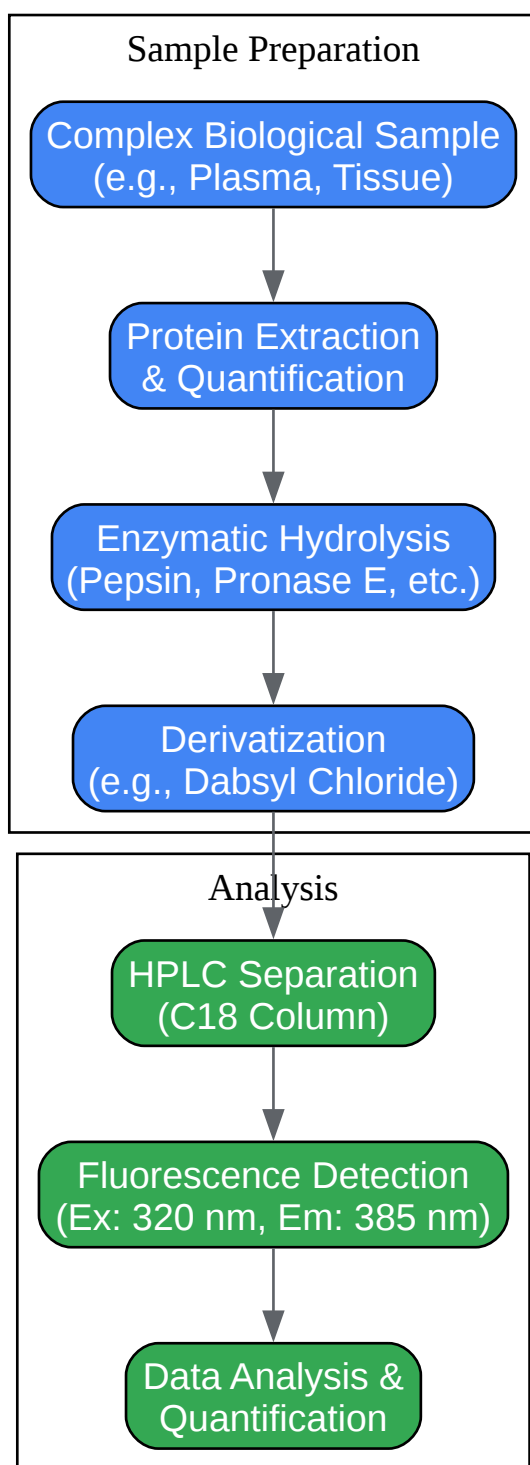 Sample Preparation
Complex Biological Sample
(e.g., Plasma, Tissue)
Protein Extraction
& Quantification
Enzymatic Hydrolysis
(Pepsin, Pronase E, etc.)
Derivatization
(e.g., Dabsyl Chloride)
Analysis
HPLC Separation
(C18 Column)
Fluorescence Detection
(Ex: 320 nm, Em: 385 nm)
Data Analysis &
Quantification